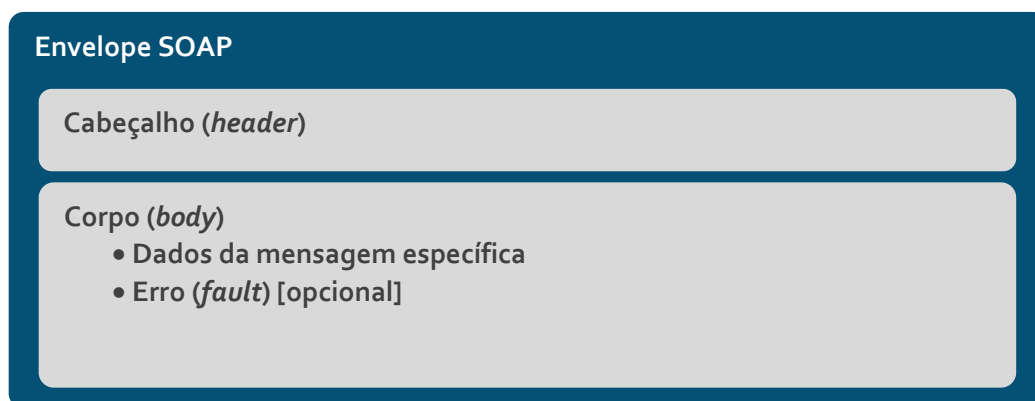 Envelope SOAP
Cabeçalho (header)
Corpo (body)
• Dados da mensagem específica
• Erro (fault) [opcional]